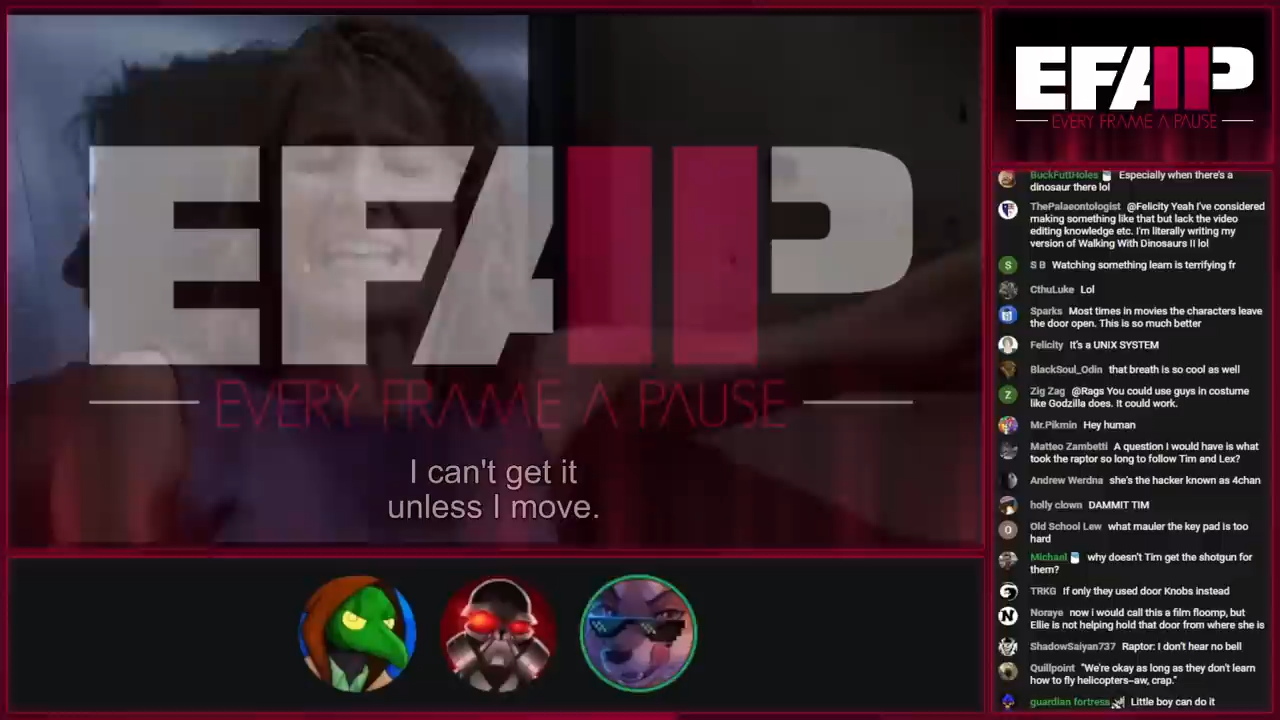 EFAP
EVERY FRAME A PAUSE
I can't get it
unless I move.
EFAP
EVERY FRAME A PAUSE
BuckFuttHoles Especially when there's a
dinosaur there lol
ThePalaeontologist @Felicity Yeah I've considered
making something like that but lack the video
editing knowledge etc. I'm literally writing my
version of Walking With Dinosaurs II lol
S
S B Watching something learn is terrifying fr
CthuLuke Lol
Sparks Most times in movies the characters leave
the door open. This is so much better
Felicity It's a UNIX SYSTEM
BlackSoul_Odin that breath is so cool as well
Z
Zig Zag @Rags You could use guys in costume
like Godzilla does. It could work.
Mr.Pikmin Hey human
Matteo Zambetti A question I would have is what
took the raptor so long to follow Tim and Lex?
Andrew Werdna she's the hacker known as 4chan
holly clown DAMMIT TIM
O
Old School Lew what mauler the key pad is too
hard
Michael why doesn't Tim get the shotgun for
them?
TRKG If only they used door Knobs instead
N
Noraye now i would call this a film floomp, but
Ellie is not helping hold that door from where she is
ShadowSaiyan737 Raptor: I don't hear no bell
Quillpoint "We're okay as long as they don't learn
how to fly helicopters–aw, crap."
guardian fortress Little boy can do it